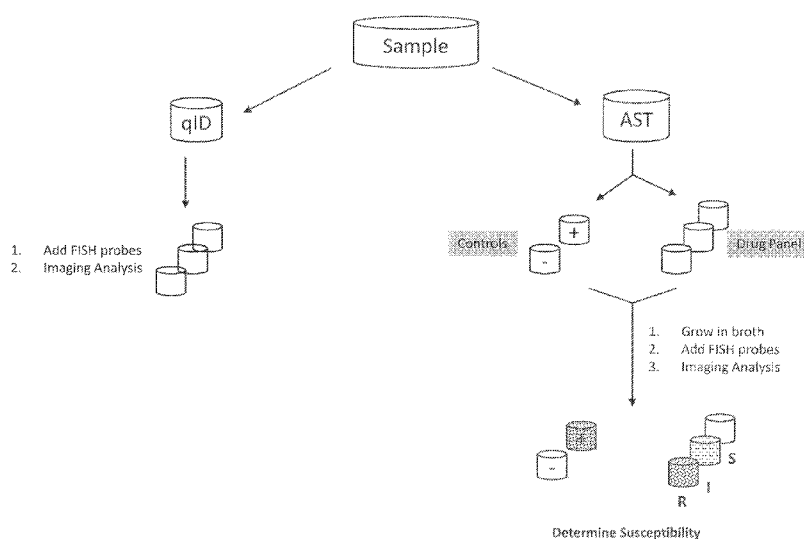 Sample
qID
AST
1. Add FISH probes
2. Imaging Analysis
Controls
+
-
Drug Panel
1. Grow in broth
2. Add FISH probes
3. Imaging Analysis
+
-
S
I
R
Determine Susceptibility